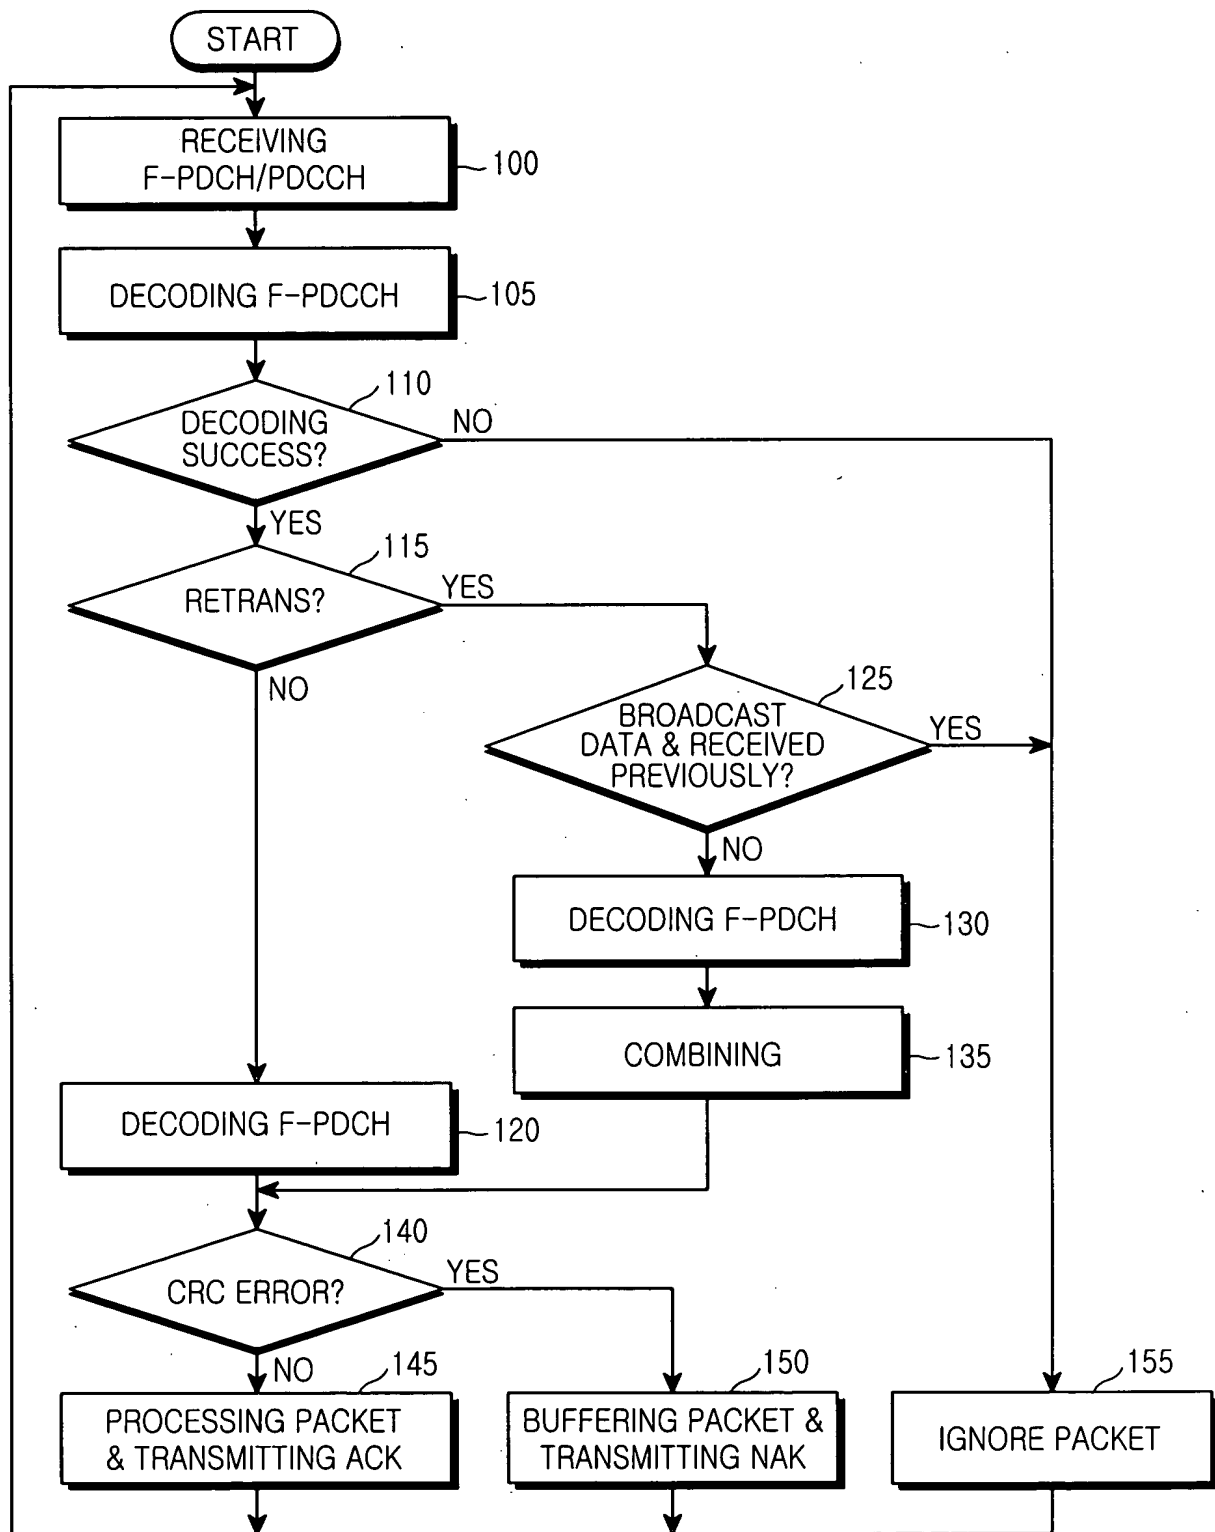 START
RECEIVING
F-PDCH/PDCCH
100
DECODING F-PDCCH
105
110
DECODING
SUCCESS?
NO
YES
115
RETRANS?
YES
NO
125
BROADCAST
DATA & RECEIVED
PREVIOUSLY?
YES
NO
DECODING F-PDCH
130
COMBINING
135
DECODING F-PDCH
120
140
CRC ERROR?
YES
NO
145
PROCESSING PACKET
& TRANSMITTING ACK
150
BUFFERING PACKET &
TRANSMITTING NAK
155
IGNORE PACKET